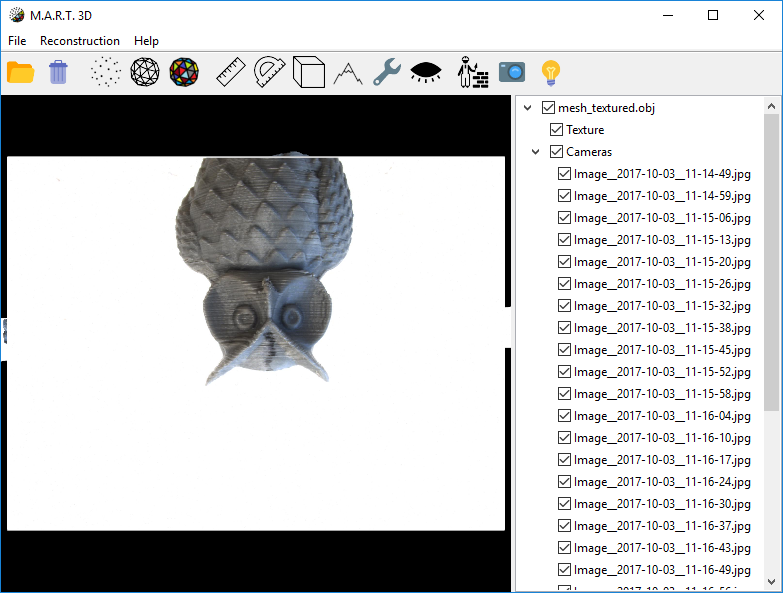 M.A.R.T. 3D
File Reconstruction Help
mesh_textured.obj
Texture
Cameras
Image__2017-10-03__11-14-49.jpg
Image__2017-10-03__11-14-59.jpg
Image__2017-10-03__11-15-06.jpg
Image__2017-10-03__11-15-13.jpg
Image__2017-10-03__11-15-20.jpg
Image__2017-10-03__11-15-26.jpg
Image__2017-10-03__11-15-32.jpg
Image__2017-10-03__11-15-38.jpg
Image__2017-10-03__11-15-45.jpg
Image__2017-10-03__11-15-52.jpg
Image__2017-10-03__11-15-58.jpg
Image__2017-10-03__11-16-04.jpg
Image__2017-10-03__11-16-10.jpg
Image__2017-10-03__11-16-17.jpg
Image__2017-10-03__11-16-24.jpg
Image__2017-10-03__11-16-30.jpg
Image__2017-10-03__11-16-37.jpg
Image__2017-10-03__11-16-43.jpg
Image__2017-10-03__11-16-49.jpg